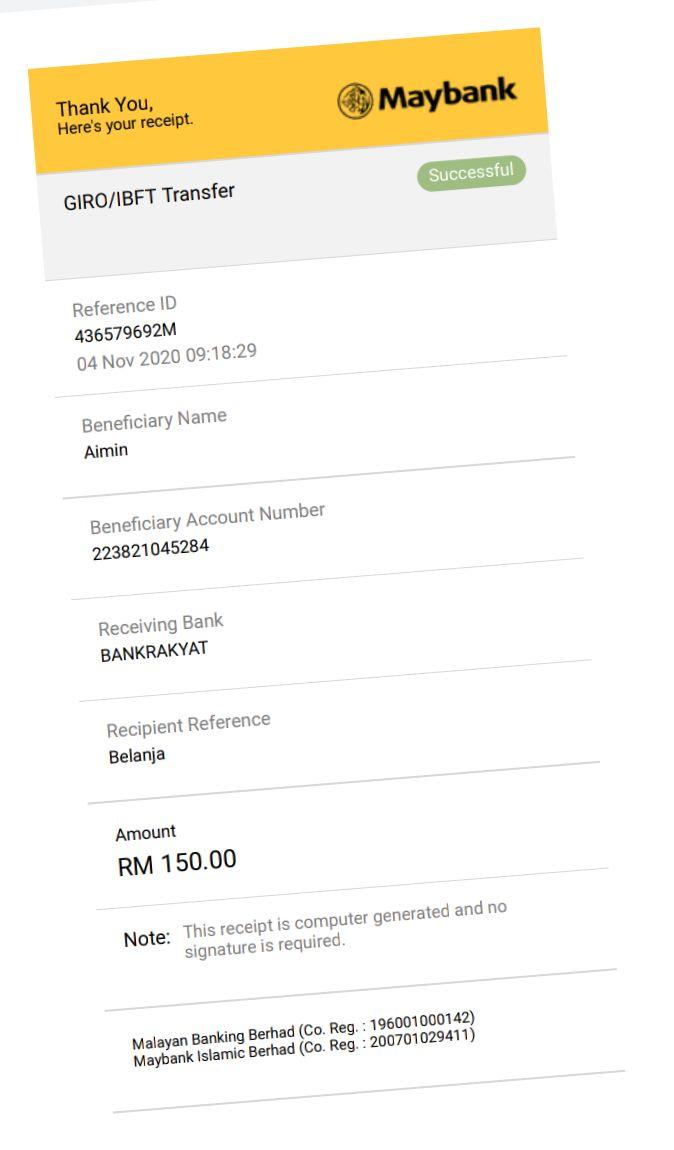 Thank You,
Here's your receipt.
Maybank
GIRO/IBFT Transfer
Successful
Reference ID
436579692M
04 Nov 2020 09:18:29
Beneficiary Name
Aimin
Beneficiary Account Number
223821045284
Receiving Bank
BANKRAKYAT
Recipient Reference
Belanja
Amount
RM 150.00
Note: This receipt is computer generated and no
signature is required.
Malayan Banking Berhad (Co. Reg. : 196001000142)
Maybank Islamic Berhad (Co. Reg. : 200701029411)